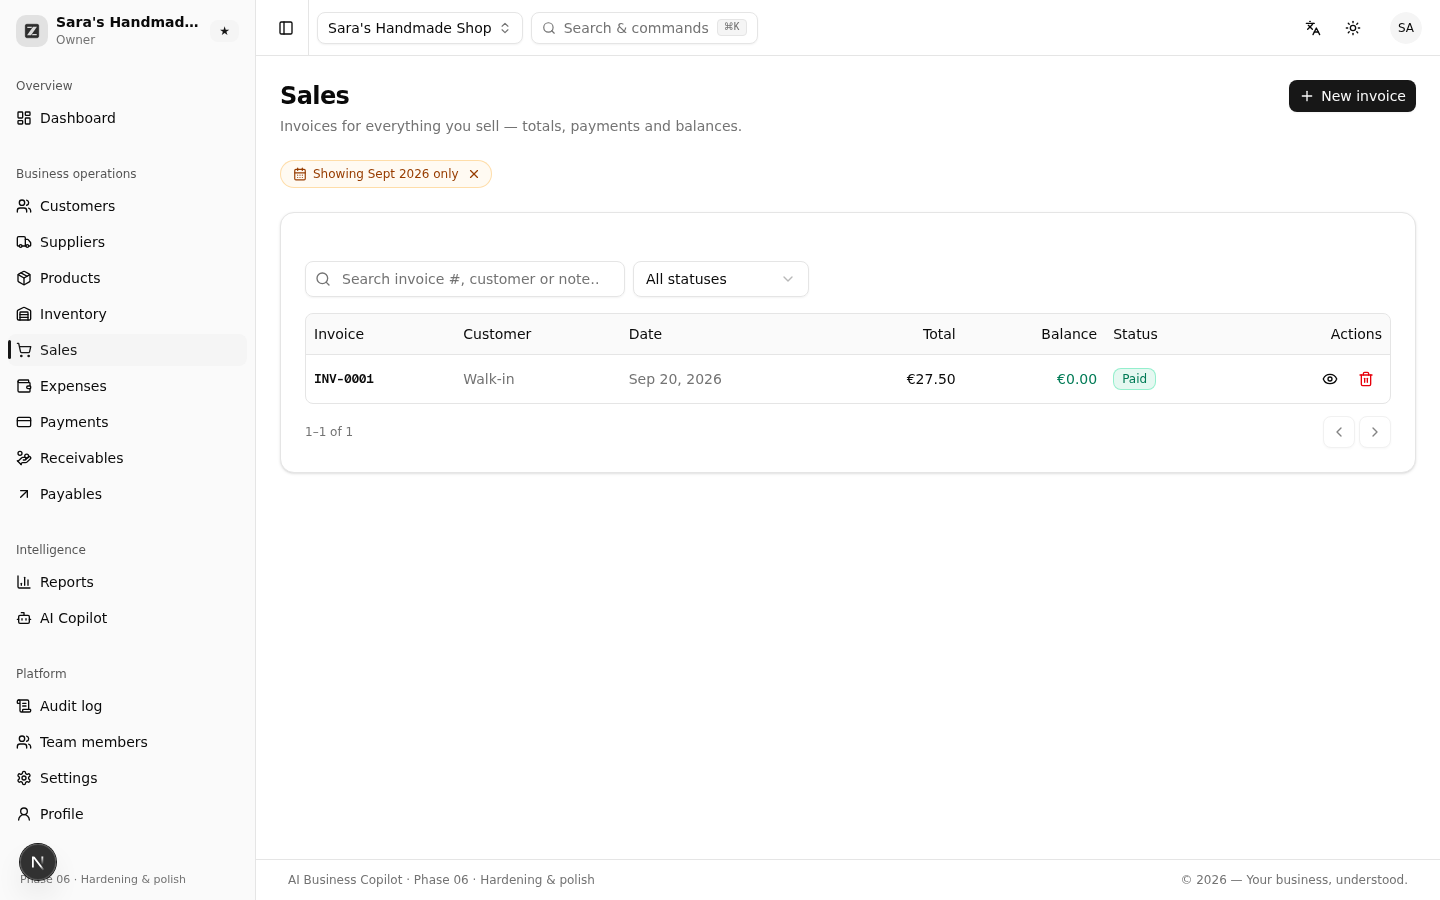 Sara's Handmad...
Owner
★
Sara's Handmade Shop
Search & commands
⌘K
SA
Overview
Dashboard
Business operations
Customers
Suppliers
Products
Inventory
Sales
Expenses
Payments
Receivables
Payables
Intelligence
Reports
AI Copilot
Platform
Audit log
Team members
Settings
Profile
N
Phase 06 · Hardening & polish
Sales
New invoice
Invoices for everything you sell — totals, payments and balances.
Showing Sept 2026 only
Search invoice #, customer or note..
All statuses
Invoice Customer Date Total Balance Status Actions
INV-0001 Walk-in Sep 20, 2026 €27.50 €0.00 Paid
1–1 of 1
AI Business Copilot · Phase 06 · Hardening & polish
© 2026 — Your business, understood.